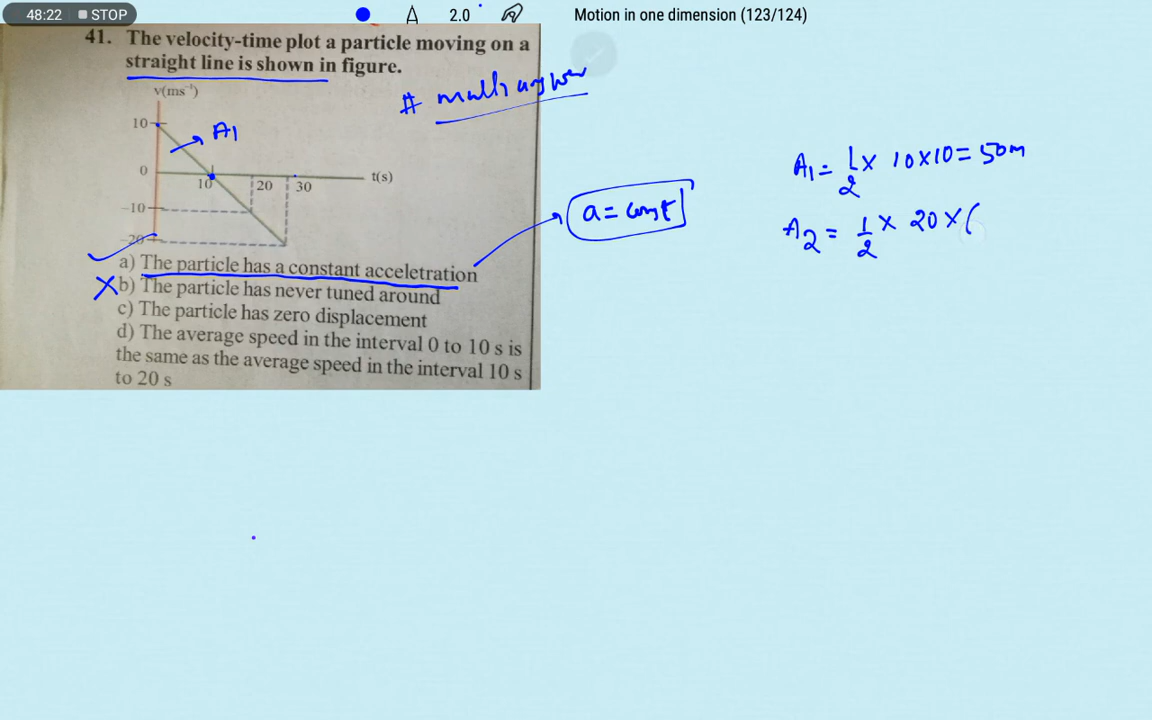 48:22 STOP 2.0 Motion in one dimension (123/124)
41. The velocity-time plot a particle moving on a
straight line is shown in figure.
# multi answer
v(ms⁻¹)
10
A1
0
10
20
30
t(s)
-10
-20
a) The particle has a constant acceletration
b) The particle has never tuned around
c) The particle has zero displacement
d) The average speed in the interval 0 to 10 s is
the same as the average speed in the interval 10 s
to 20 s
a = const
A1 = 1/2 × 10×10 = 50m
A2 = 1/2 × 20 × (